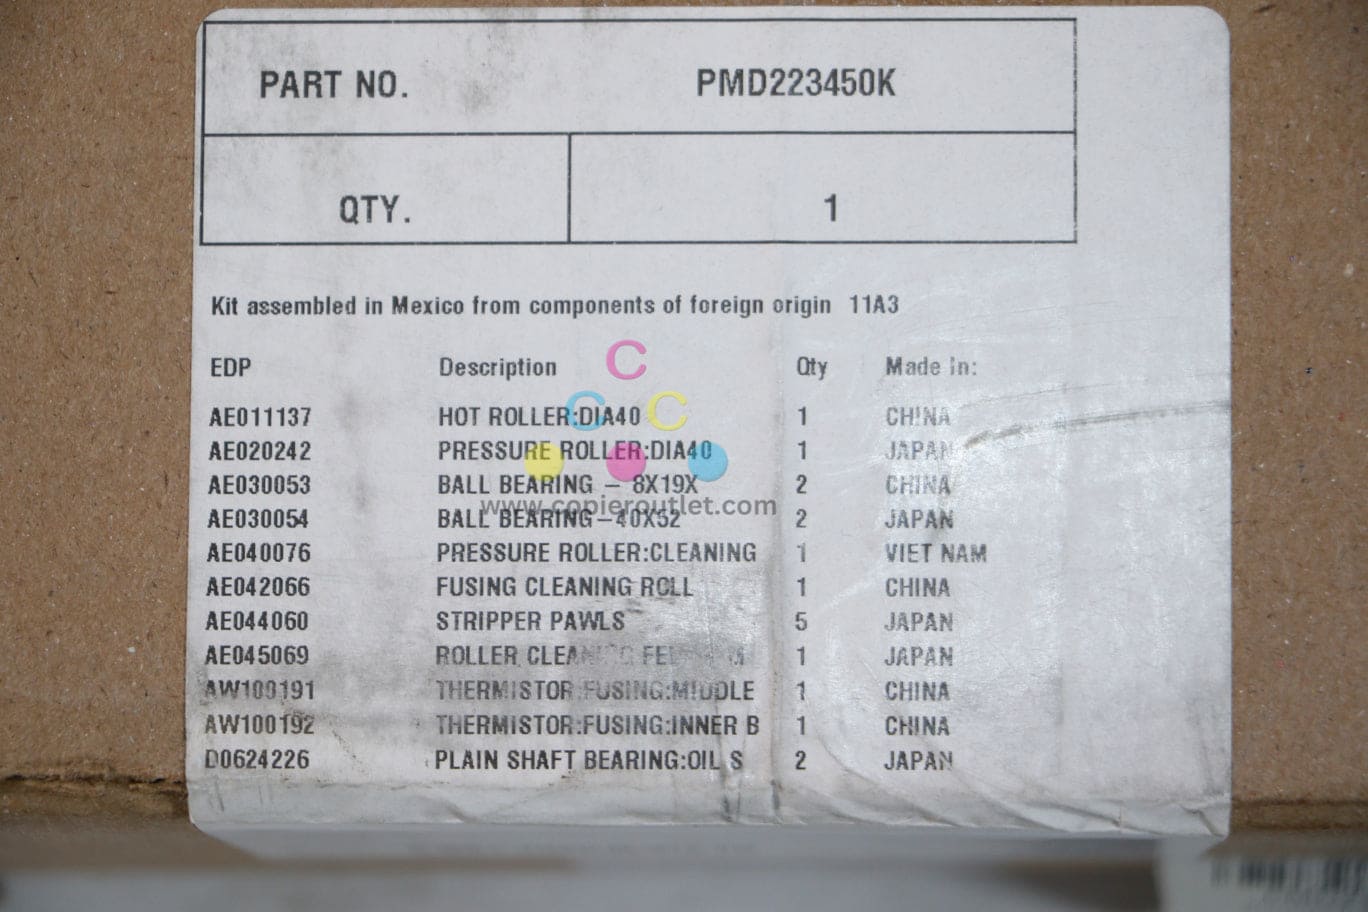 PART NO. PMD223450K
QTY. 1
Kit assembled in Mexico from components of foreign origin 11A3
EDP Description Qty Made in:
C
C C
AE011137 HOT ROLLER:DIA40 1 CHINA
AE020242 PRESSURE ROLLER:DIA40 1 JAPAN
AE030053 BALL BEARING - 8X19X 2 CHINA
www.copieroutlet.com
AE030054 BALL BEARING-40X52 2 JAPAN
AE040076 PRESSURE ROLLER:CLEANING 1 VIET NAM
AE042066 FUSING CLEANING ROLL 1 CHINA
AE044060 STRIPPER PAWLS 5 JAPAN
AE045069 ROLLER CLEANING 1 JAPAN
AW100191 THERMISTOR:FUSING:MIDDLE 1 CHINA
AW100192 THERMISTOR:FUSING:INNER B 1 CHINA
D0624226 PLAIN SHAFT BEARING:OIL S 2 JAPAN